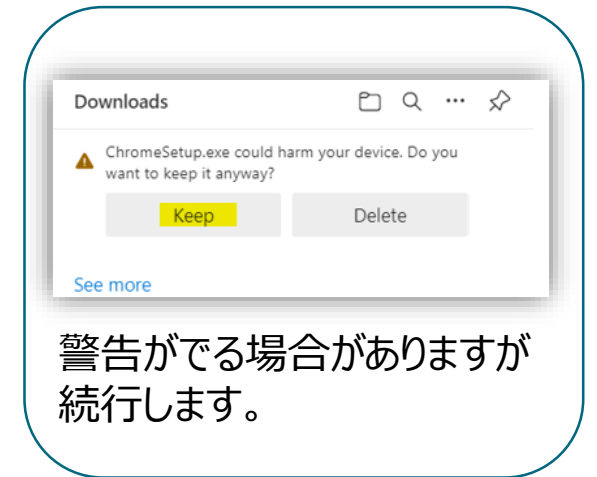 Downloads
ChromeSetup.exe could harm your device. Do you
want to keep it anyway?
Keep Delete
See more
警告がでる場合がありますが
続行します。